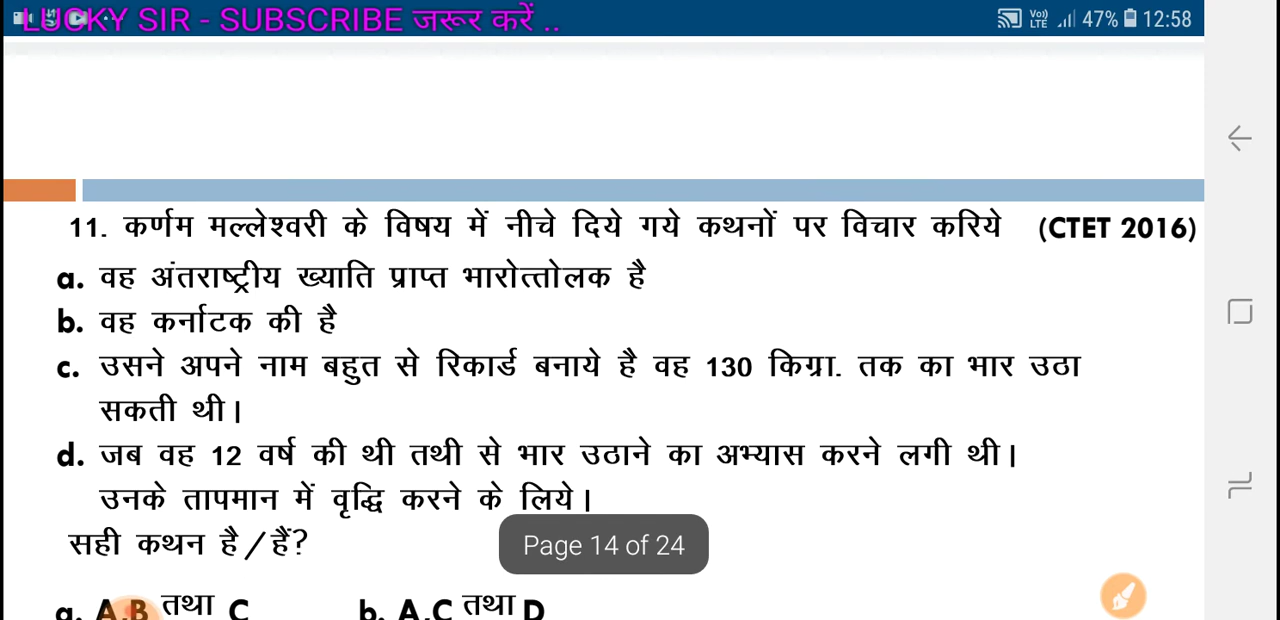 LUCKY SIR - SUBSCRIBE जरूर करें ..
Vo)) LTE 47% 12:58
11. कर्णम मल्लेश्वरी के विषय में नीचे दिये गये कथनों पर विचार करिये (CTET 2016)
a. वह अंतराष्ट्रीय ख्याति प्राप्त भारोत्तोलक है
b. वह कर्नाटक की है
c. उसने अपने नाम बहुत से रिकार्ड बनाये है वह 130 किग्रा. तक का भार उठा
सकती थी।
d. जब वह 12 वर्ष की थी तथी से भार उठाने का अभ्यास करने लगी थी।
उनके तापमान में वृद्धि करने के लिये।
सही कथन है/हैं?
Page 14 of 24
a. A,B तथा C b. A,C तथा D